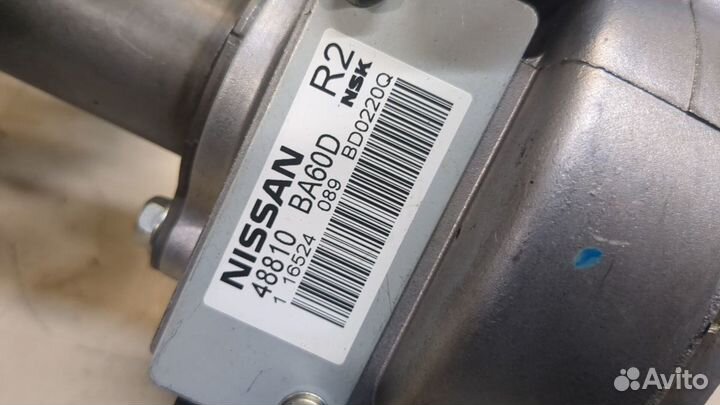 NISSAN R2
48810 BA60D NSK
1 16524 089 BD0220Q
Avito